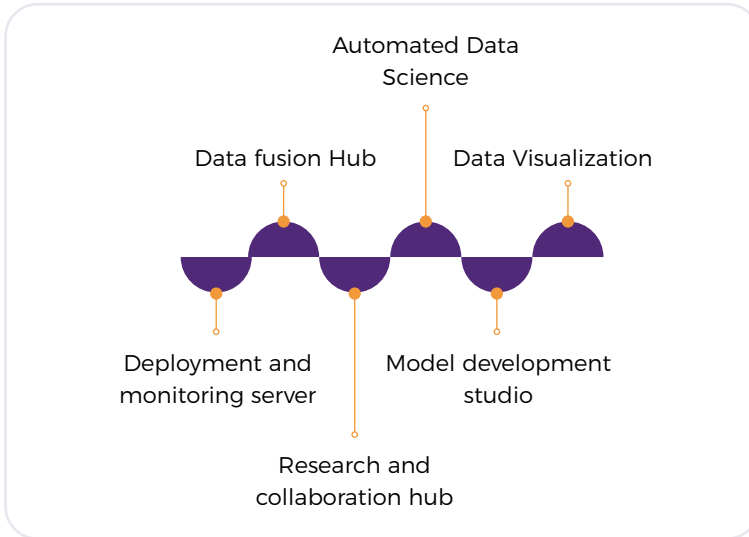 Automated Data
Science
Data fusion Hub
Data Visualization
Deployment and
monitoring server
Model development
studio
Research and
collaboration hub